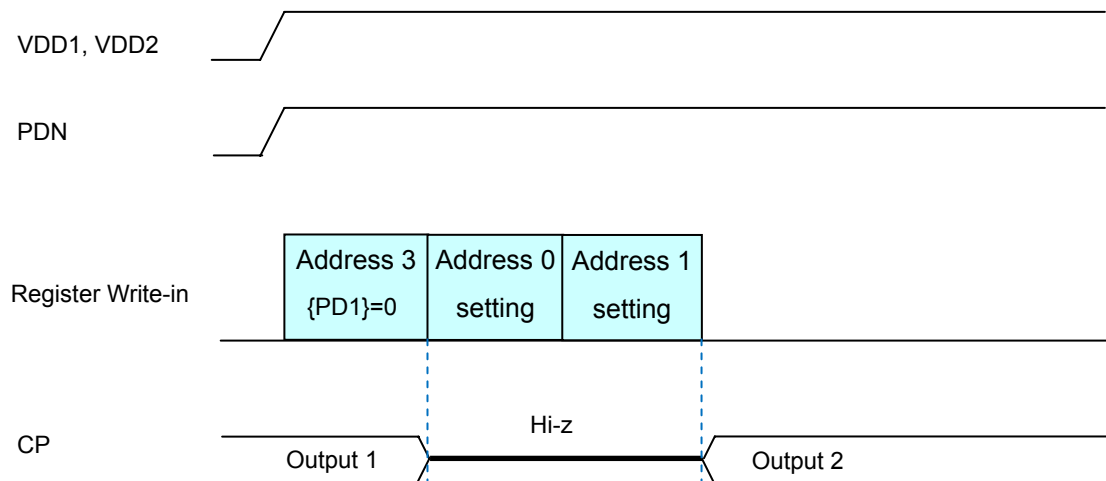 VDD1, VDD2
PDN
Register Write-in
Address 3
{PD1}=0
Address 0
setting
Address 1
setting
CP
Output 1
Hi-z
Output 2